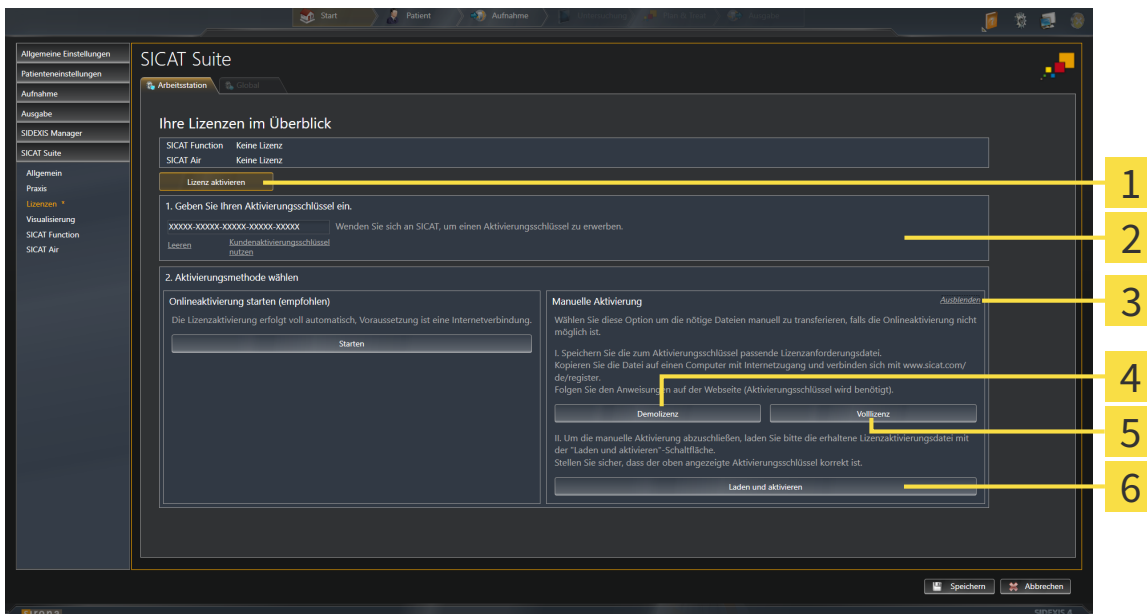 Start
Patient
Aufnahme
Allgemeine Einstellungen
Patienteneinstellungen
Aufnahme
Ausgabe
SIDEXIS Manager
SICAT Suite
Allgemein
Praxis
Lizenzen *
Visualisierung
SICAT Function
SICAT Air
SICAT Suite
Arbeitsstation
Global
Ihre Lizenzen im Überblick
SICAT Function Keine Lizenz
SICAT Air Keine Lizenz
Lizenz aktivieren
1. Geben Sie Ihren Aktivierungsschlüssel ein.
XXXXX-XXXXX-XXXXX-XXXXX-XXXXX Wenden Sie sich an SICAT, um einen Aktivierungsschlüssel zu erwerben.
Leeren
Kundenaktivierungsschlüssel
nutzen
2. Aktivierungsmethode wählen
Onlineaktivierung starten (empfohlen)
Die Lizenzaktivierung erfolgt voll automatisch, Voraussetzung ist eine Internetverbindung.
Starten
Manuelle Aktivierung
Ausblenden
Wählen Sie diese Option um die nötige Dateien manuell zu transferieren, falls die Onlineaktivierung nicht
möglich ist.
I. Speichern Sie die zum Aktivierungsschlüssel passende Lizenzanforderungsdatei.
Kopieren Sie die Datei auf einen Computer mit Internetzugang und verbinden sich mit www.sicat.com/
de/register.
Folgen Sie den Anweisungen auf der Webseite (Aktivierungsschlüssel wird benötigt).
Demolizenz
Volllizenz
II. Um die manuelle Aktivierung abzuschließen, laden Sie bitte die erhaltene Lizenzaktivierungsdatei mit
der "Laden und aktivieren"-Schaltfläche.
Stellen Sie sicher, dass der oben angezeigte Aktivierungsschlüssel korrekt ist.
Laden und aktivieren
Speichern
Abbrechen
SIDEXIS 4
1
2
3
4
5
6